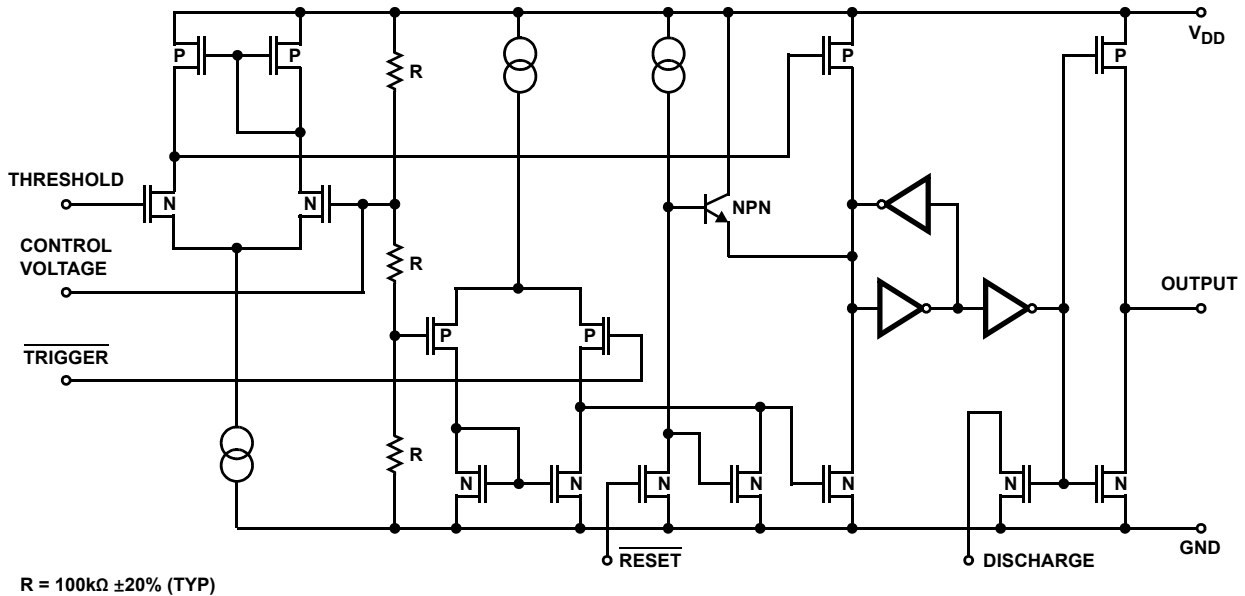 V_DD
P
P
R
P
P
THRESHOLD
N
N
NPN
CONTROL
VOLTAGE
R
OUTPUT
TRIGGER
P
P
R
N
N
N
N
N
N
N
RESET
DISCHARGE
GND
R = 100kΩ ±20% (TYP)